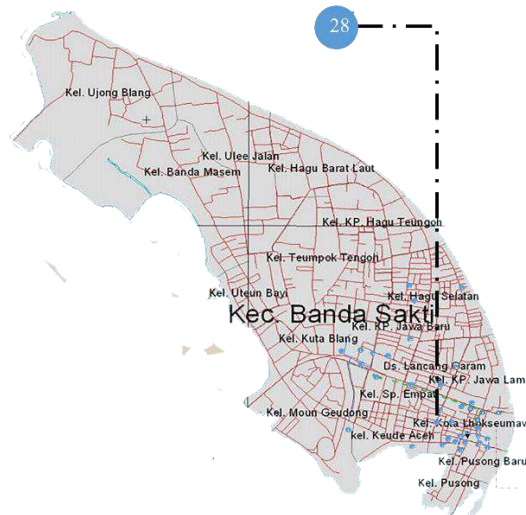 28
Kel. Ujong Blang
Kel. Ulee Jalan
Kel. Banda Masem
Kel. Hagu Barat Laut
Kel. KP. Hagu Teungoh
Kel. Teumpok Tengoh
Kel. Uteun Bayi
Kel. Hagu Selatan
Kec. Banda Sakti
Kel. KP. Jawa Baru
Kel. Kuta Blang
Ds. Lancang Garam
Kel. KP. Jawa Lam
Kel. Sp. Empat
Kel. Moun Geudong
Kel. Kota Lhokseumaw
kel. Keude Aceh
Kel. Pusong Baru
Kel. Pusong